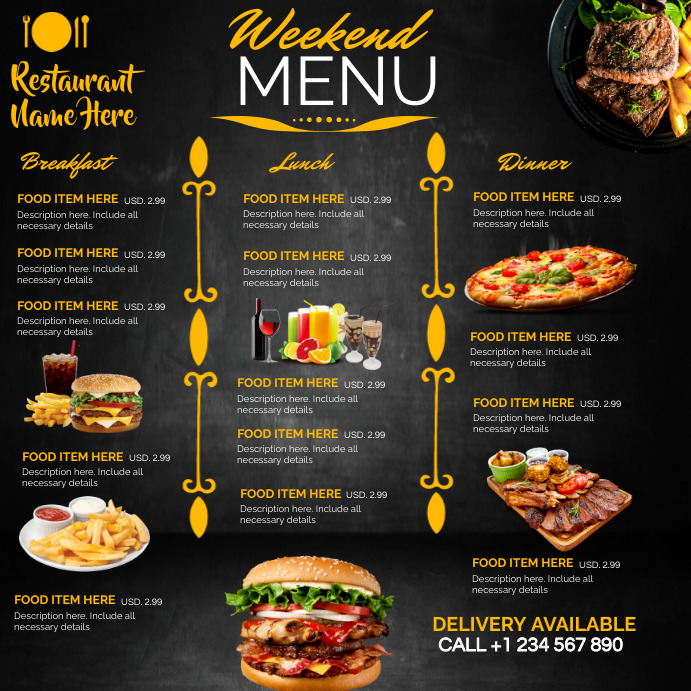 Restaurant
Name Here
Weekend
MENU
Breakfast
FOOD ITEM HERE USD. 2.99
Description here. Include all
necessary details
FOOD ITEM HERE USD. 2.99
Description here. Include all
necessary details
FOOD ITEM HERE USD. 2.99
Description here. Include all
necessary details
FOOD ITEM HERE USD. 2.99
Description here. Include all
necessary details
FOOD ITEM HERE USD. 2.99
Description here. Include all
necessary details
Lunch
FOOD ITEM HERE USD. 2.99
Description here. Include all
necessary details
FOOD ITEM HERE USD. 2.99
Description here. Include all
necessary details
FOOD ITEM HERE USD. 2.99
Description here. Include all
necessary details
FOOD ITEM HERE USD. 2.99
Description here. Include all
necessary details
FOOD ITEM HERE USD. 2.99
Description here. Include all
necessary details
Dinner
FOOD ITEM HERE USD. 2.99
Description here. Include all
necessary details
FOOD ITEM HERE USD. 2.99
Description here. Include all
necessary details
FOOD ITEM HERE USD. 2.99
Description here. Include all
necessary details
FOOD ITEM HERE USD. 2.99
Description here. Include all
necessary details
DELIVERY AVAILABLE
CALL +1 234 567 890